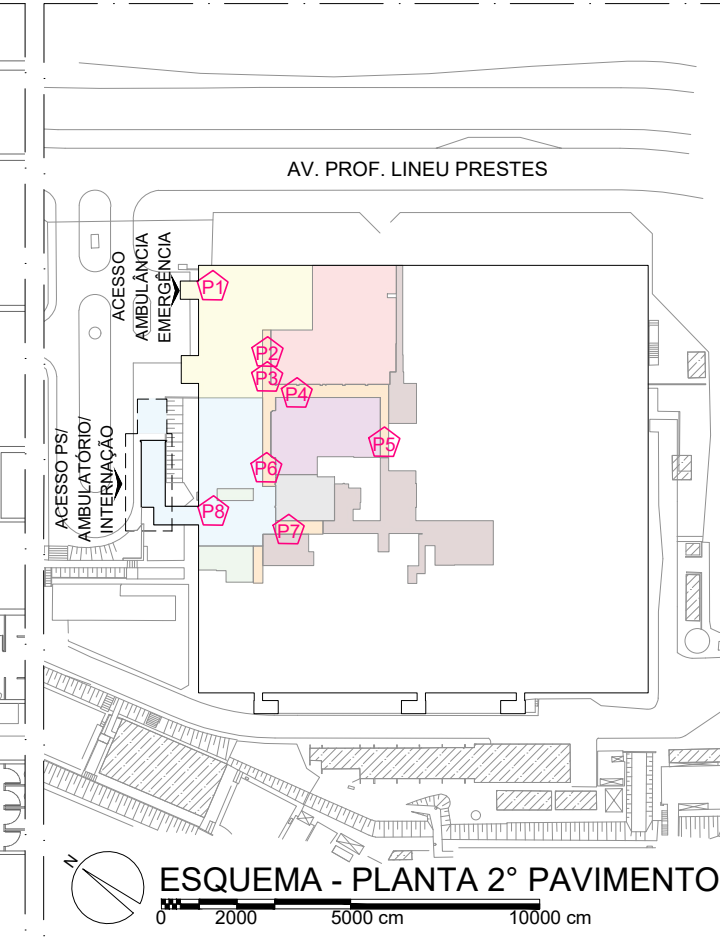 AV. PROF. LINEU PRESTES
ACESSO
AMBULÂNCIA
EMERGÊNCIA
P1
P2
P3
P4
P5
ACESSO PS/
AMBULATÓRIO/
INTERNAÇÃO
P6
P8
P7
N
ESQUEMA - PLANTA 2° PAVIMENTO
0 2000 5000 cm 10000 cm